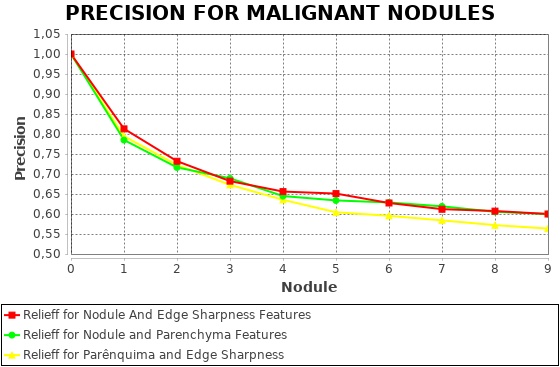 PRECISION FOR MALIGNANT NODULES
1,05
1,00
0,95
0,90
0,85
0,80
0,75
0,70
0,65
0,60
0,55
0,50
Precision
0 1 2 3 4 5 6 7 8 9
Nodule
Relieff for Nodule And Edge Sharpness Features
Relieff for Nodule and Parenchyma Features
Relieff for Parênquima and Edge Sharpness